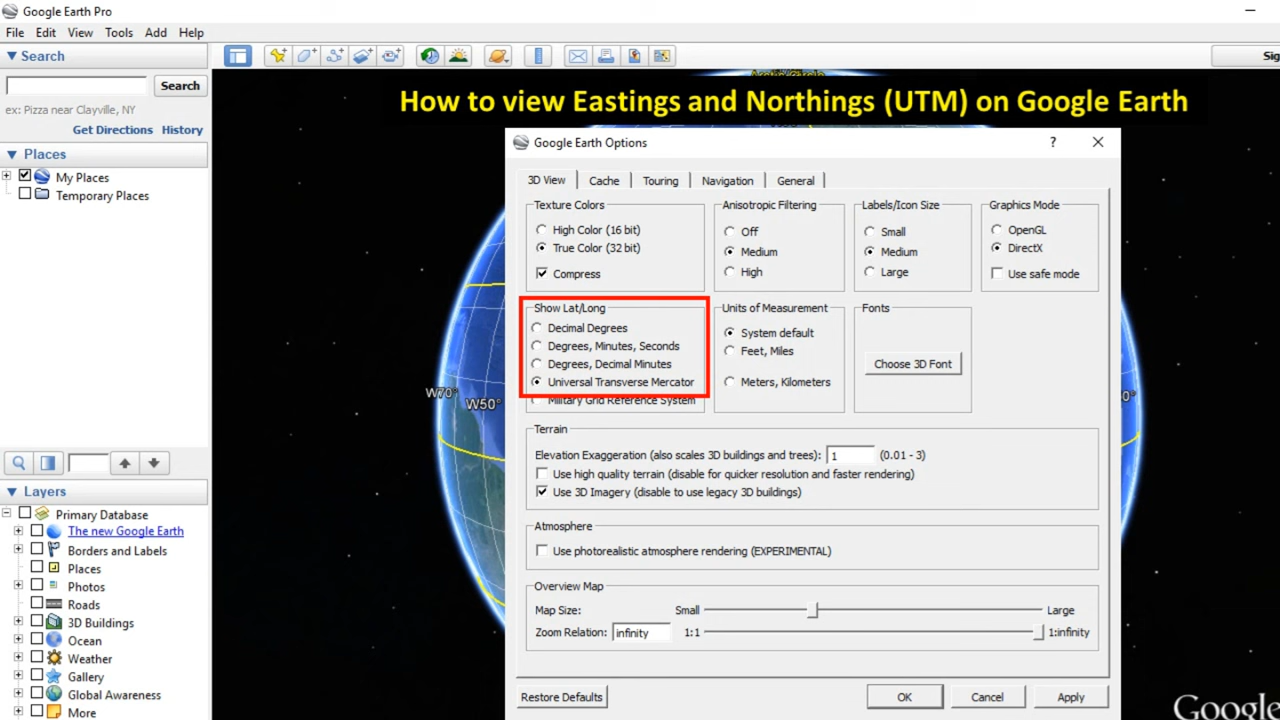 Google Earth Pro
File Edit View Tools Add Help
Search
Search
ex: Pizza near Clayville, NY
Get Directions History
Places
My Places
Temporary Places
Layers
Primary Database
The new Google Earth
Borders and Labels
Places
Photos
Roads
3D Buildings
Ocean
Weather
Gallery
Global Awareness
More
Sig
How to view Eastings and Northings (UTM) on Google Earth
W70°
W50°
Google Earth Options
?
3D View Cache Touring Navigation General
Texture Colors
High Color (16 bit)
True Color (32 bit)
Compress
Anisotropic Filtering
Off
Medium
High
Labels/Icon Size
Small
Medium
Large
Graphics Mode
OpenGL
DirectX
Use safe mode
Show Lat/Long
Decimal Degrees
Degrees, Minutes, Seconds
Degrees, Decimal Minutes
Universal Transverse Mercator
Military Grid Reference System
Units of Measurement
System default
Feet, Miles
Meters, Kilometers
Fonts
Choose 3D Font
0°
Terrain
Elevation Exaggeration (also scales 3D buildings and trees): 1 (0.01 - 3)
Use high quality terrain (disable for quicker resolution and faster rendering)
Use 3D Imagery (disable to use legacy 3D buildings)
Atmosphere
Use photorealistic atmosphere rendering (EXPERIMENTAL)
Overview Map
Map Size: Small Large
Zoom Relation: infinity 1:1 1:infinity
Restore Defaults OK Cancel Apply
Google